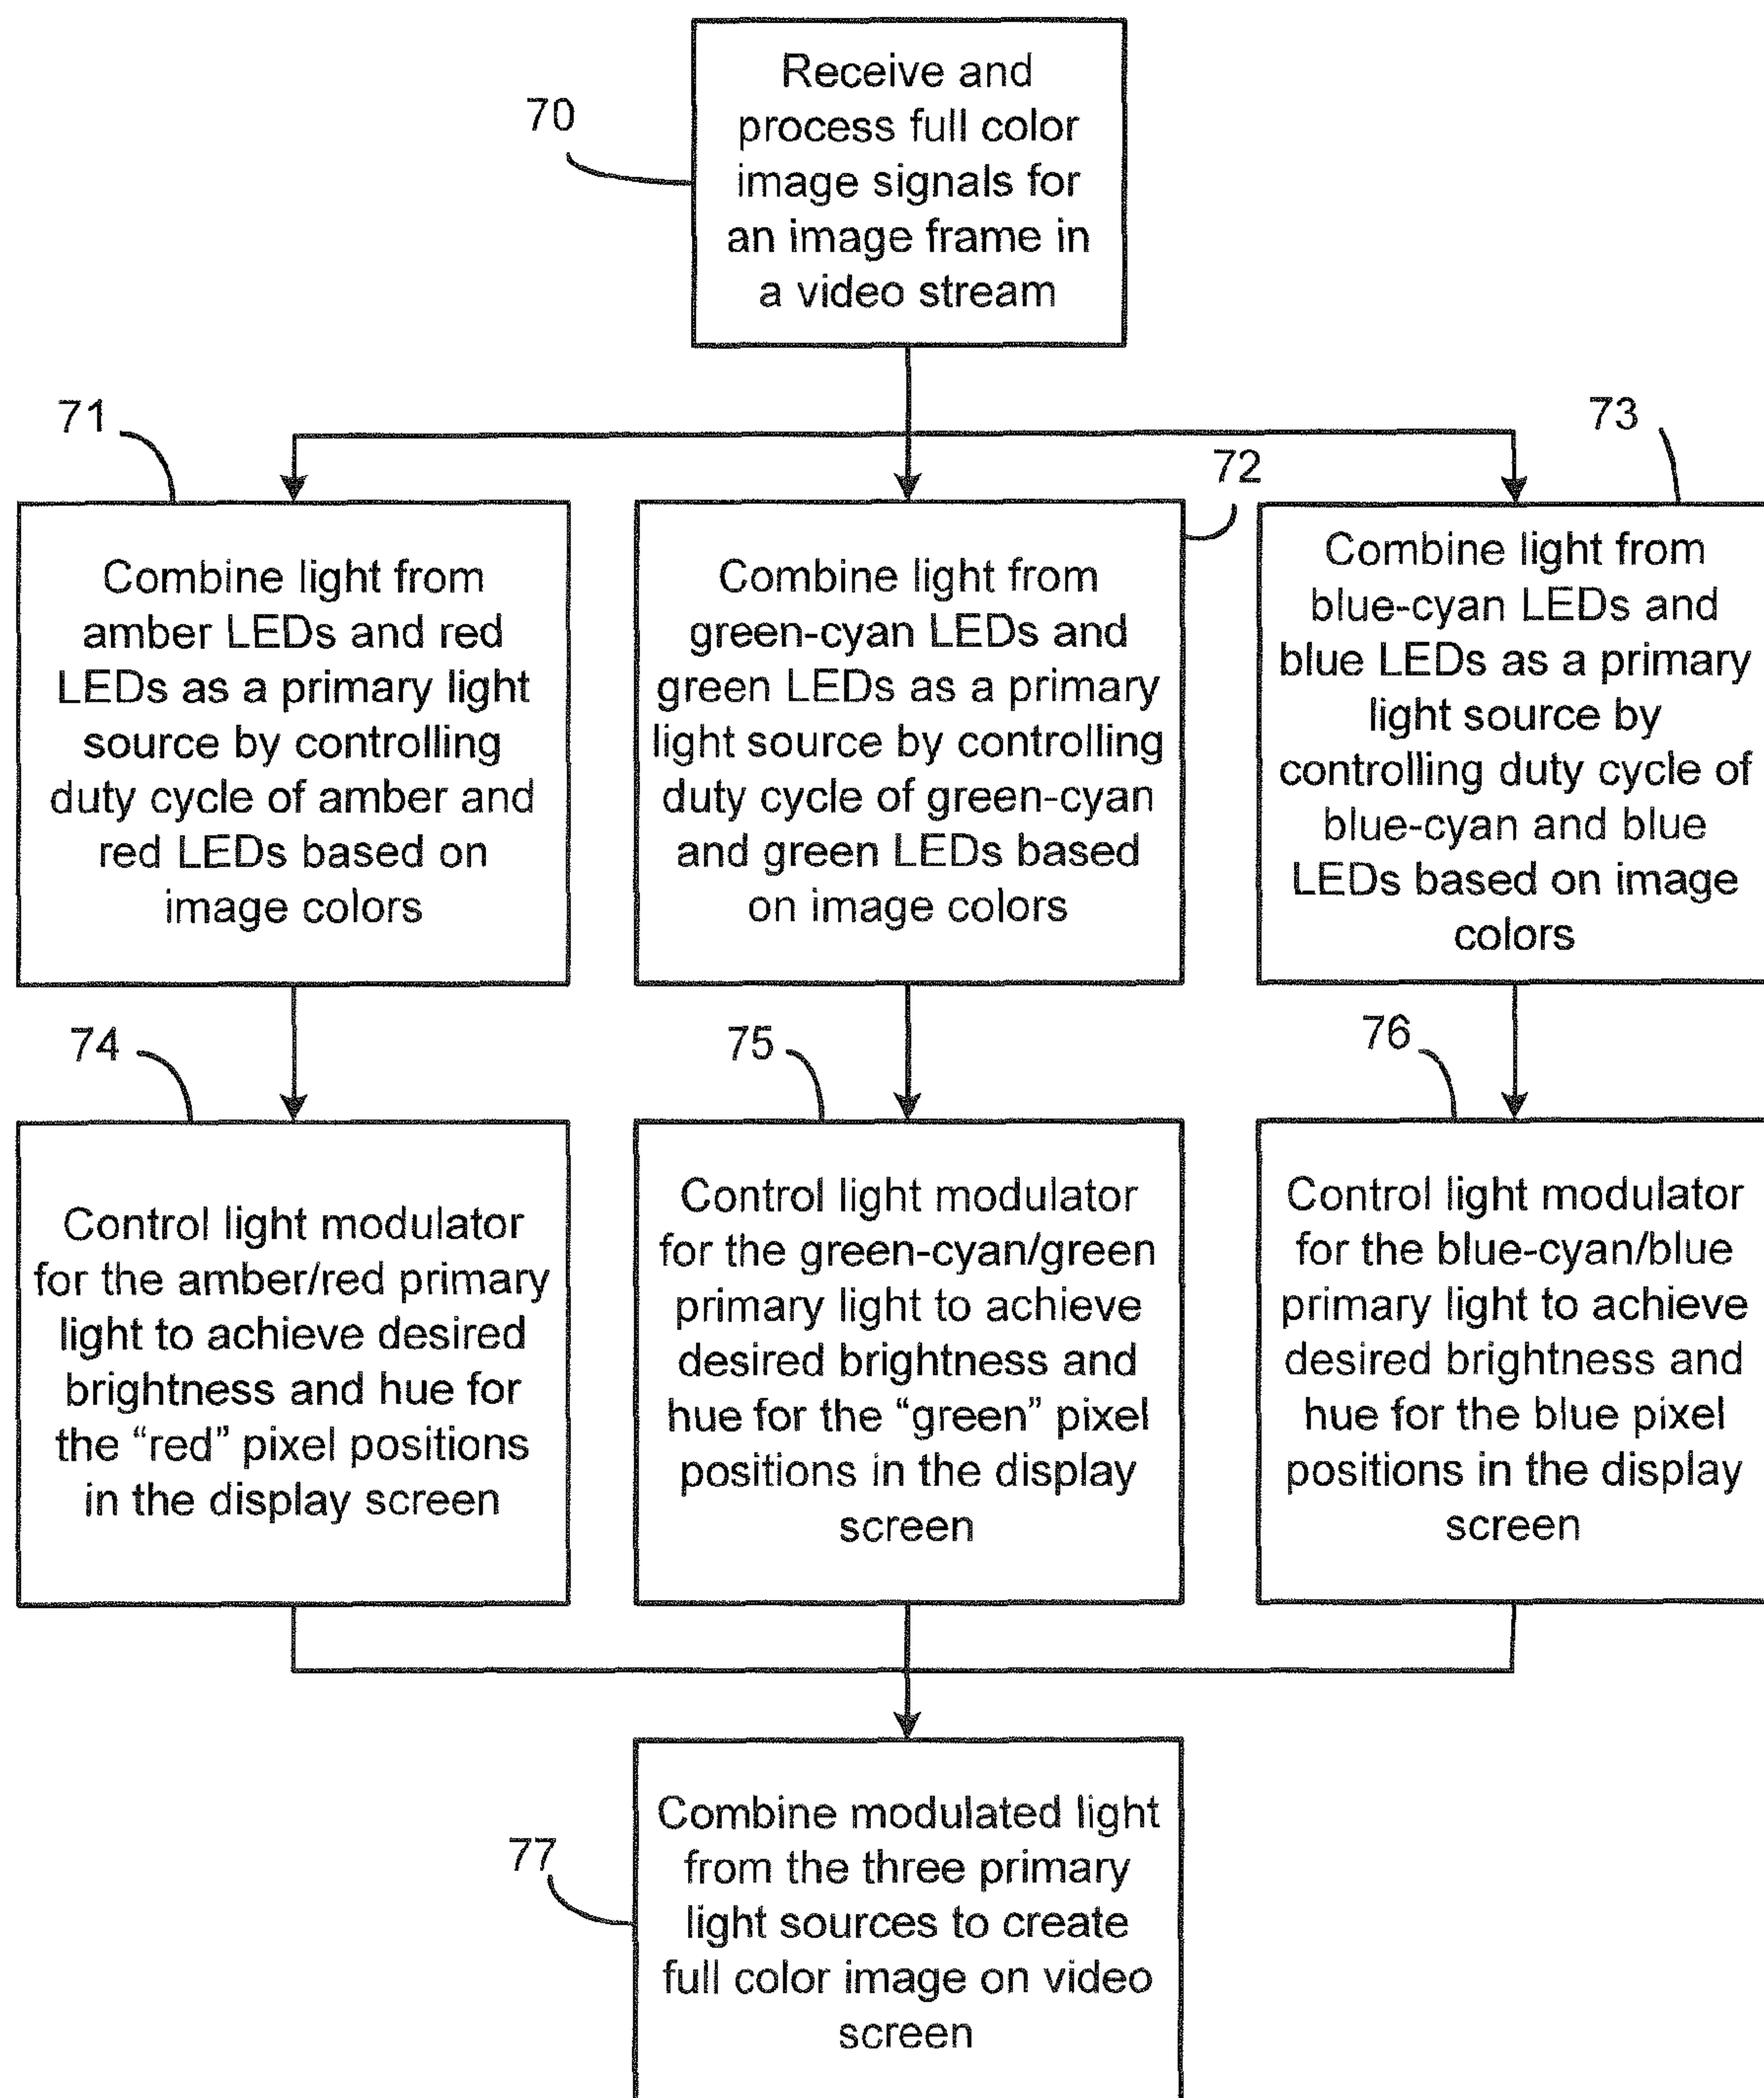 70
Receive and
process full color
image signals for
an image frame in
a video stream
71
Combine light from
amber LEDs and red
LEDs as a primary light
source by controlling
duty cycle of amber and
red LEDs based on
image colors
72
Combine light from
green-cyan LEDs and
green LEDs as a primary
light source by controlling
duty cycle of green-cyan
and green LEDs based
on image colors
73
Combine light from
blue-cyan LEDs and
blue LEDs as a primary
light source by
controlling duty cycle of
blue-cyan and blue
LEDs based on image
colors
74
Control light modulator
for the amber/red primary
light to achieve desired
brightness and hue for
the “red” pixel positions
in the display screen
75
Control light modulator
for the green-cyan/green
primary light to achieve
desired brightness and
hue for the “green” pixel
positions in the display
screen
76
Control light modulator
for the blue-cyan/blue
primary light to achieve
desired brightness and
hue for the blue pixel
positions in the display
screen
77
Combine modulated light
from the three primary
light sources to create
full color image on video
screen